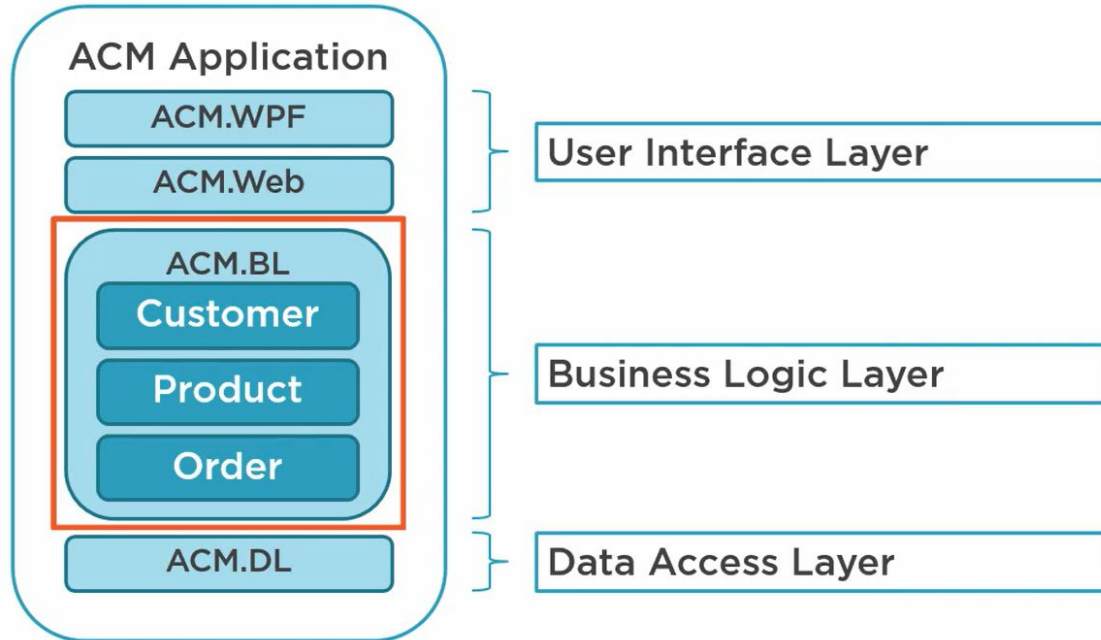 ACM Application
ACM.WPF
ACM.Web
User Interface Layer
ACM.BL
Customer
Product
Order
Business Logic Layer
ACM.DL
Data Access Layer